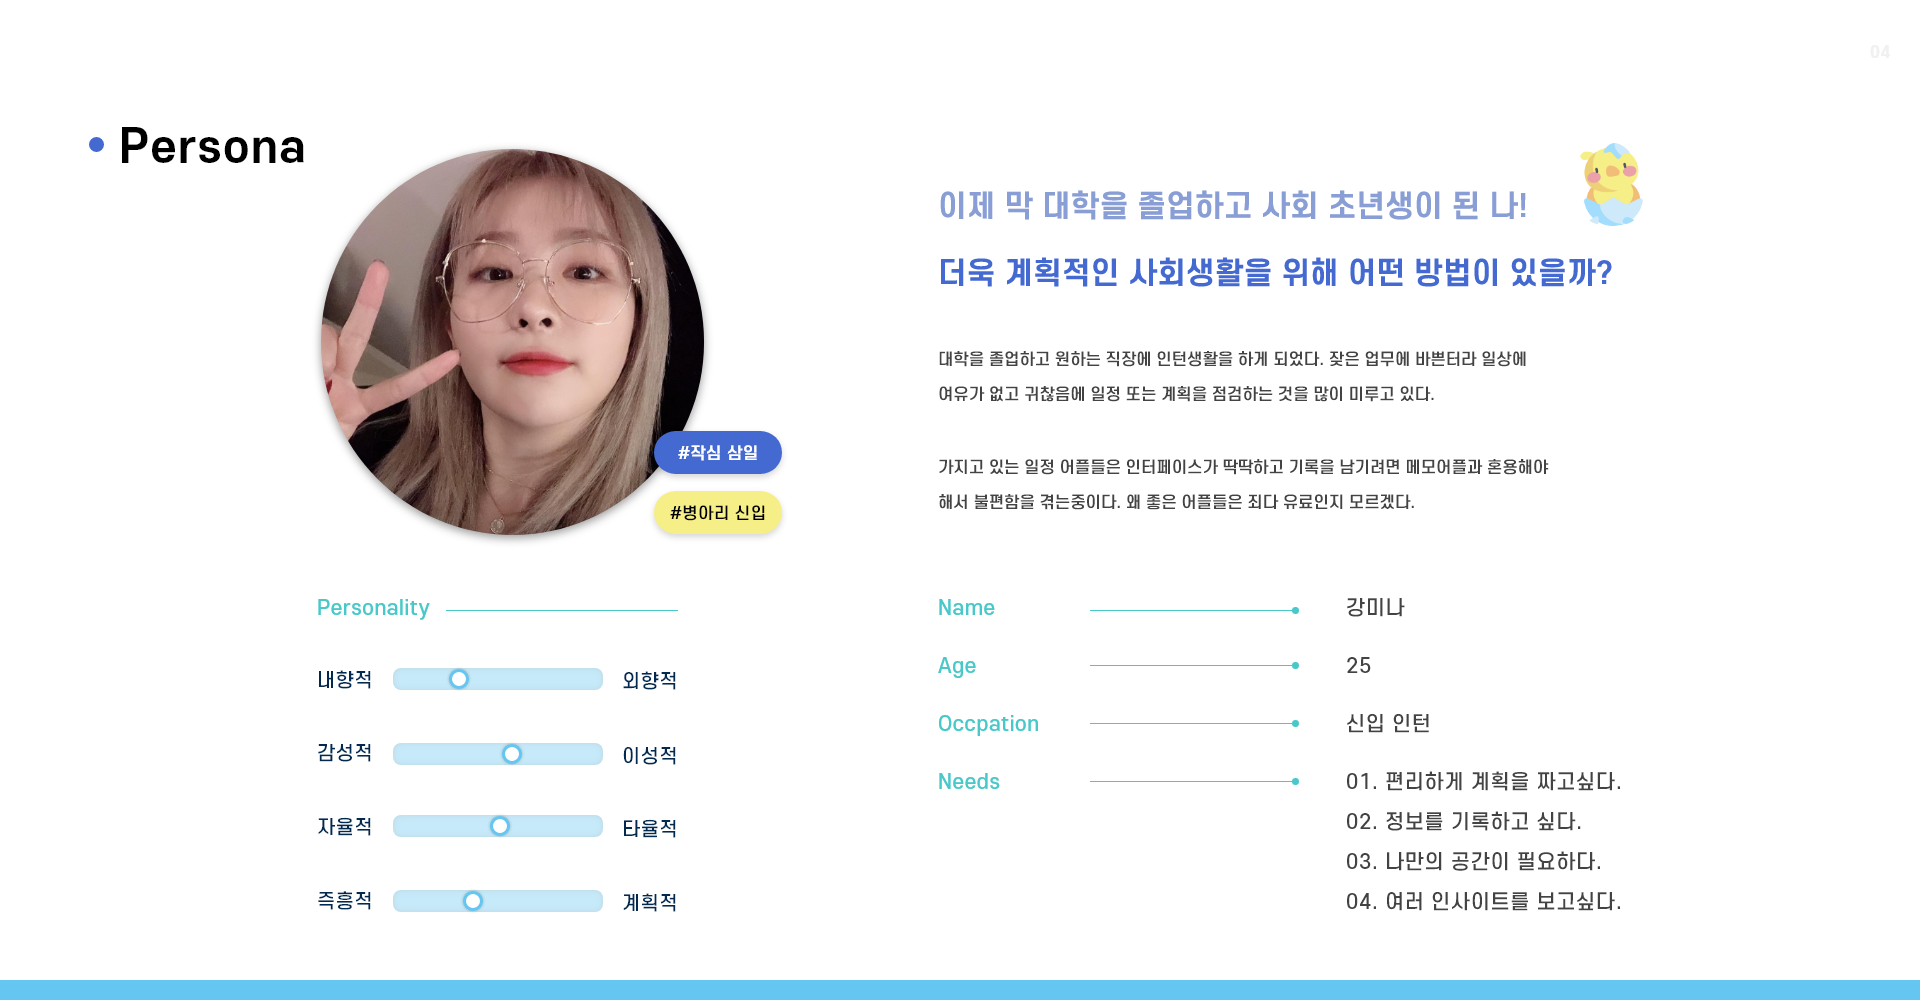 04
Persona
이제 막 대학을 졸업하고 사회 초년생이 된 나!
더욱 계획적인 사회생활을 위해 어떤 방법이 있을까?
대학을 졸업하고 원하는 직장에 인턴생활을 하게 되었다. 잦은 업무에 바쁜터라 일상에
여유가 없고 귀찮음에 일정 또는 계획을 점검하는 것을 많이 미루고 있다.
가지고 있는 일정 어플들은 인터페이스가 딱딱하고 기록을 남기려면 메모어플과 혼용해야
해서 불편함을 겪는중이다. 왜 좋은 어플들은 죄다 유료인지 모르겠다.
#작심 삼일
#병아리 신입
Personality
내향적 외향적
감성적 이성적
자율적 타율적
즉흥적 계획적
Name 강미나
Age 25
Occpation 신입 인턴
Needs 01. 편리하게 계획을 짜고싶다.
02. 정보를 기록하고 싶다.
03. 나만의 공간이 필요하다.
04. 여러 인사이트를 보고싶다.